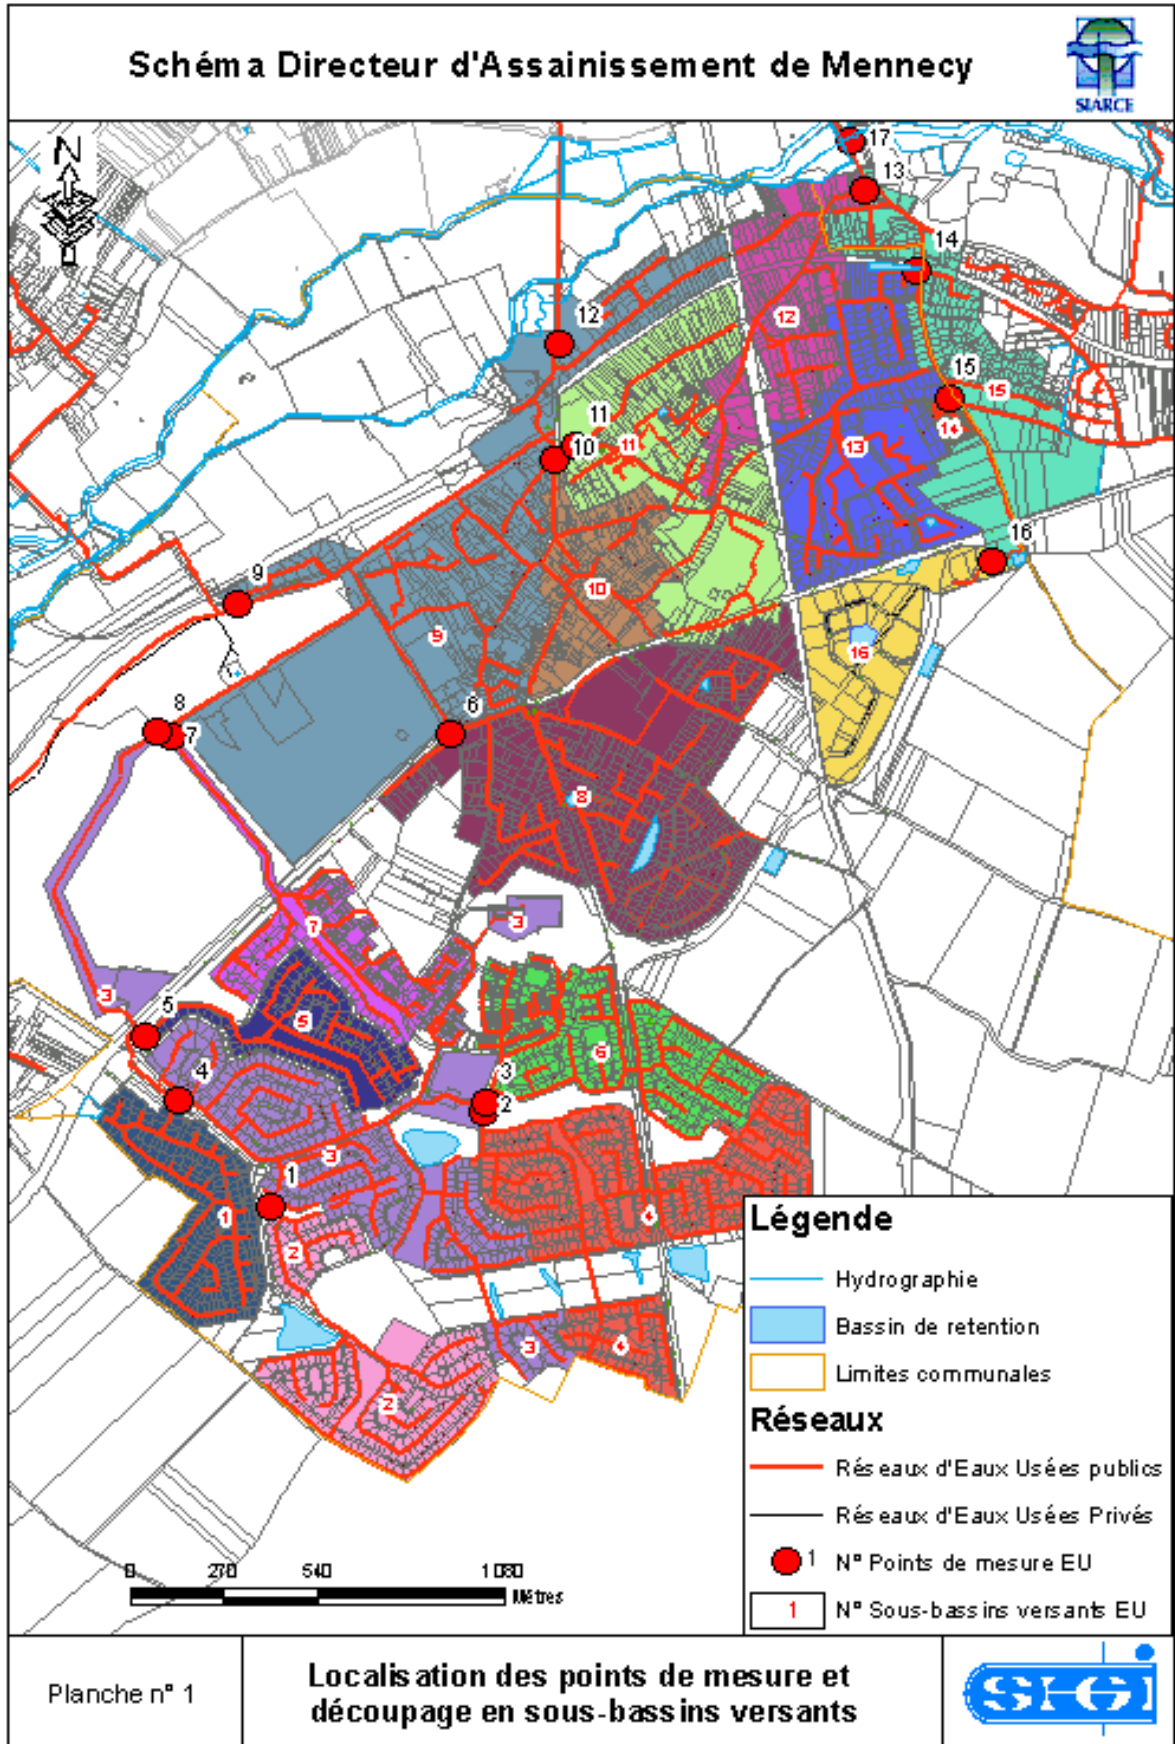 Schéma Directeur d'Assainissement de Mennecy
SIARCE
N
17
13
14
12
12
15
15
11
14
10
11
13
16
9
10
9
16
8
7
6
8
7
3
3
5
5
4
6
3
2
3
1
1
2
4
3
4
2
Légende
Hydrographie
Bassin de retention
Limites communales
Réseaux
Réseaux d'Eaux Usées publics
Réseaux d'Eaux Usées Privés
1 N° Points de mesure EU
1 N° Sous-bassins versants EU
0 270 540 1 080
Mètres
Planche n° 1
Localisation des points de mesure et
découpage en sous-bassins versants